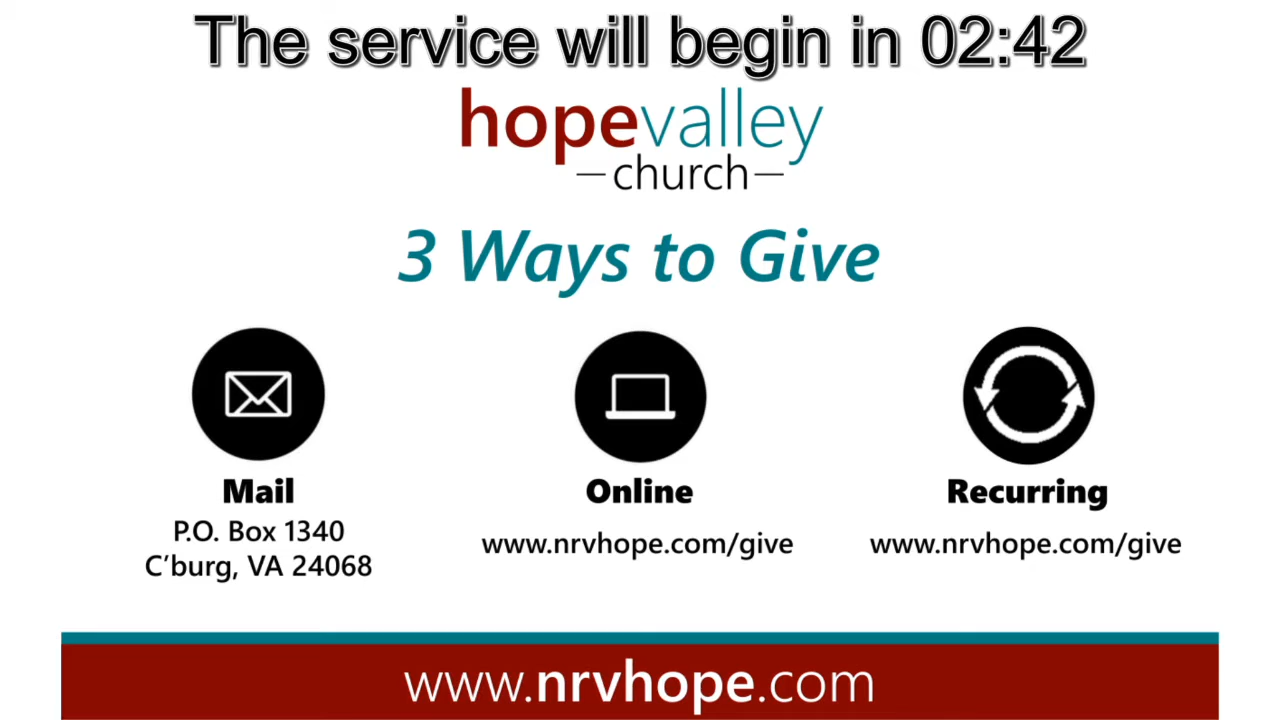 The service will begin in 02:42
hopevalley
church
3 Ways to Give
Mail
P.O. Box 1340
C'burg, VA 24068
Online
www.nrvhope.com/give
Recurring
www.nrvhope.com/give
www.nrvhope.com